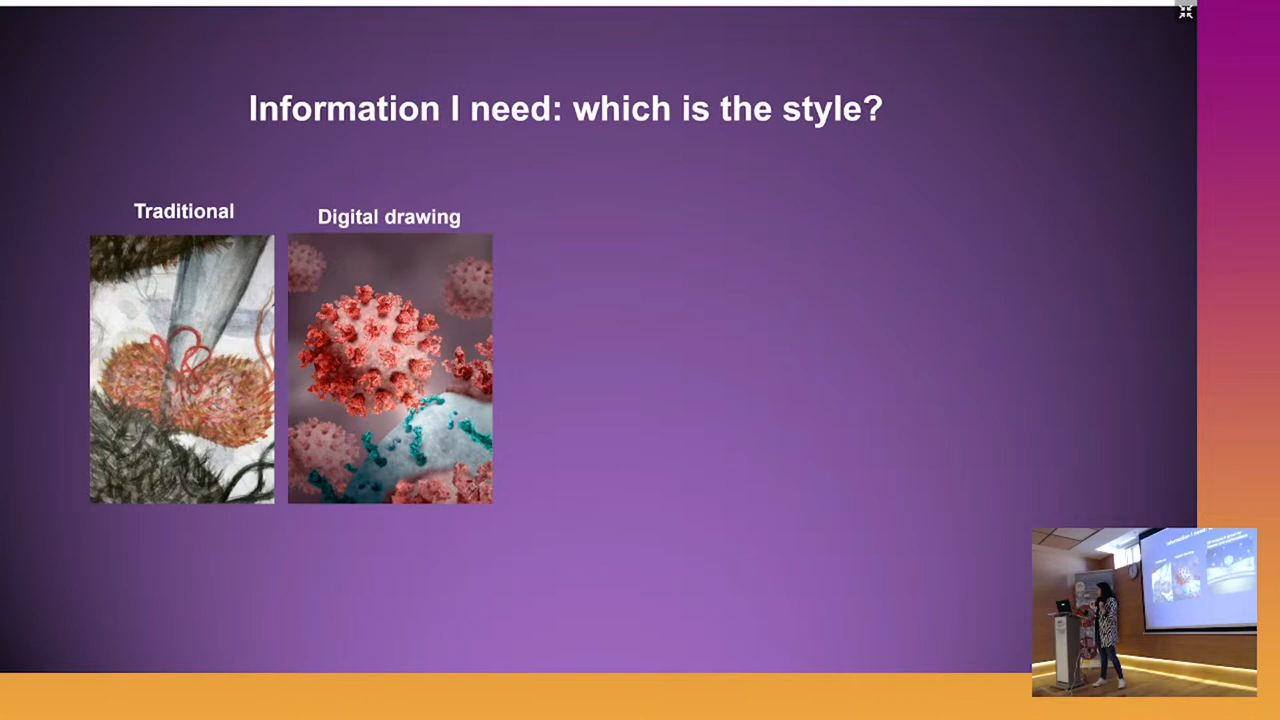 Information I need: which is the style?
Traditional
Digital drawing